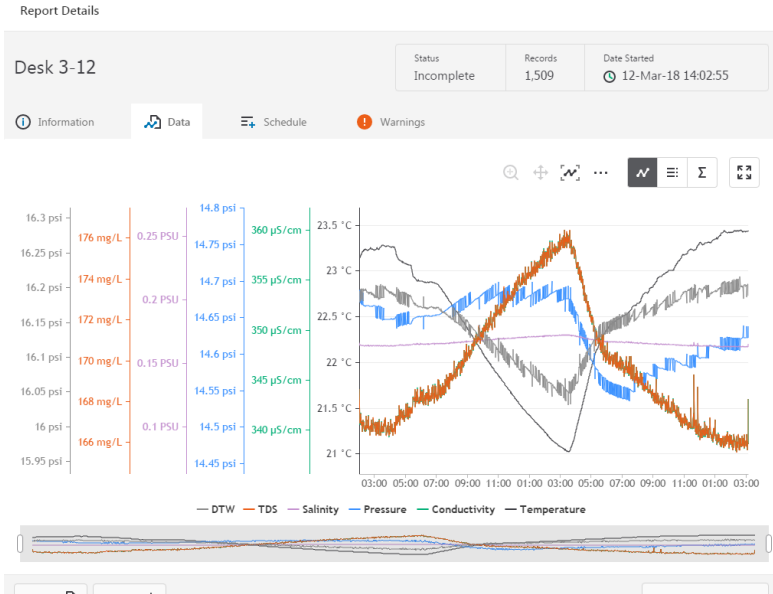 Report Details
Desk 3-12
Status
Incomplete
Records
1,509
Date Started
12-Mar-18 14:02:55
Information
Data
Schedule
Warnings
16.3 psi
16.25 psi
16.2 psi
16.15 psi
16.1 psi
16.05 psi
16 psi
15.95 psi
176 mg/L
174 mg/L
172 mg/L
170 mg/L
168 mg/L
166 mg/L
0.25 PSU
0.2 PSU
0.15 PSU
0.1 PSU
14.8 psi
14.75 psi
14.7 psi
14.65 psi
14.6 psi
14.55 psi
14.5 psi
14.45 psi
360 µS/cm
355 µS/cm
350 µS/cm
345 µS/cm
340 µS/cm
23.5 °C
23 °C
22.5 °C
22 °C
21.5 °C
21 °C
03:00 05:00 07:00 09:00 11:00 01:00 03:00 05:00 07:00 09:00 11:00 01:00 03:00
DTW TDS Salinity Pressure Conductivity Temperature